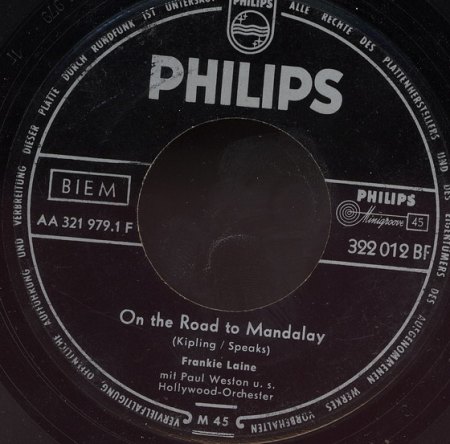 PHILIPS
PHILIPS
BIEM
AA 321 979.1 F
PHILIPS
Minigroove 45
322 012 BF
On the Road to Mandalay
(Kipling / Speaks)
Frankie Laine
mit Paul Weston u. s.
Hollywood-Orchester
M 45
ALLE RECHTE DES PLATTENHERSTELLERS UND DES EIGENTÜMERS DES AUFGENOMMENEN WERKES VORBEHALTEN
VERVIELFÄLTIGUNG, ÖFFENTLICHE AUFFÜHRUNG UND VERBREITUNG DIESER PLATTE DURCH RUNDFUNK IST UNTERSAGT